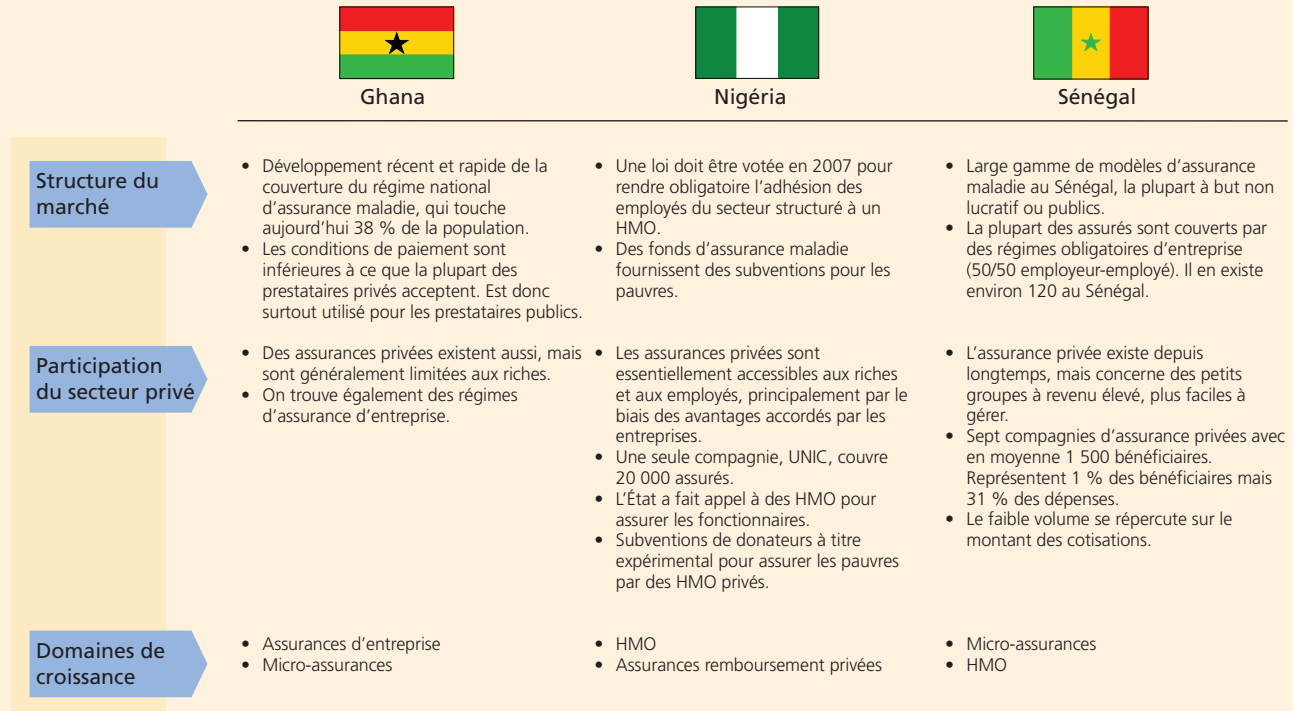 Ghana
Nigéria
Sénégal
Structure du
marché
• Développement récent et rapide de la
couverture du régime national
d’assurance maladie, qui touche
aujourd’hui 38 % de la population.
• Les conditions de paiement sont
inférieures à ce que la plupart des
prestataires privés acceptent. Est donc
surtout utilisé pour les prestataires publics.
• Une loi doit être votée en 2007 pour
rendre obligatoire l’adhésion des
employés du secteur structuré à un
HMO.
• Des fonds d’assurance maladie
fournissent des subventions pour les
pauvres.
• Large gamme de modèles d’assurance
maladie au Sénégal, la plupart à but non
lucratif ou publics.
• La plupart des assurés sont couverts par
des régimes obligatoires d’entreprise
(50/50 employeur-employé). Il en existe
environ 120 au Sénégal.
Participation
du secteur privé
• Des assurances privées existent aussi, mais
sont généralement limitées aux riches.
• On trouve également des régimes
d’assurance d’entreprise.
• Les assurances privées sont
essentiellement accessibles aux riches
et aux employés, principalement par le
biais des avantages accordés par les
entreprises.
• Une seule compagnie, UNIC, couvre
20 000 assurés.
• L’État a fait appel à des HMO pour
assurer les fonctionnaires.
• Subventions de donateurs à titre
expérimental pour assurer les pauvres
par des HMO privés.
• L’assurance privée existe depuis
longtemps, mais concerne des petits
groupes à revenu élevé, plus faciles à
gérer.
• Sept compagnies d’assurance privées avec
en moyenne 1 500 bénéficiaires.
Représentent 1 % des bénéficiaires mais
31 % des dépenses.
• Le faible volume se répercute sur le
montant des cotisations.
Domaines de
croissance
• Assurances d’entreprise
• Micro-assurances
• HMO
• Assurances remboursement privées
• Micro-assurances
• HMO